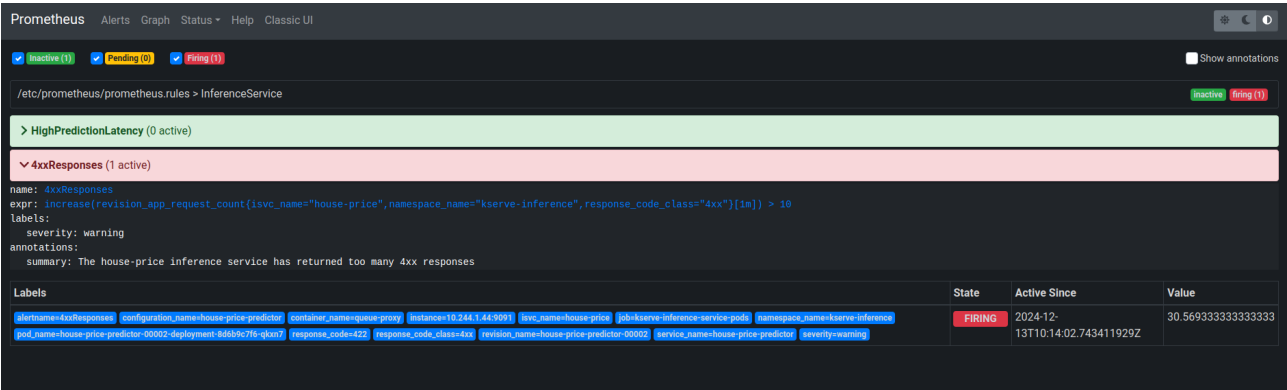 Prometheus Alerts Graph Status Help Classic UI
Inactive (1) Pending (0) Firing (1) Show annotations
/etc/prometheus/prometheus.rules > InferenceService inactive firing (1)
HighPredictionLatency (0 active)
4xxResponses (1 active)
name: 4xxResponses
expr: increase(revision_app_request_count{isvc_name="house-price",namespace_name="kserve-inference",response_code_class="4xx"}[1m]) > 10
labels:
severity: warning
annotations:
summary: The house-price inference service has returned too many 4xx responses
Labels State Active Since Value
alertname=4xxResponses configuration_name=house-price-predictor container_name=queue-proxy instance=10.244.1.44:9091 isvc_name=house-price job=kserve-inference-service-pods namespace_name=kserve-inference FIRING 2024-12- 30.569333333333333
pod_name=house-price-predictor-00002-deployment-8d6b9c7f6-qkxn7 response_code=422 response_code_class=4xx revision_name=house-price-predictor-00002 service_name=house-price-predictor severity=warning 13T10:14:02.743411929Z